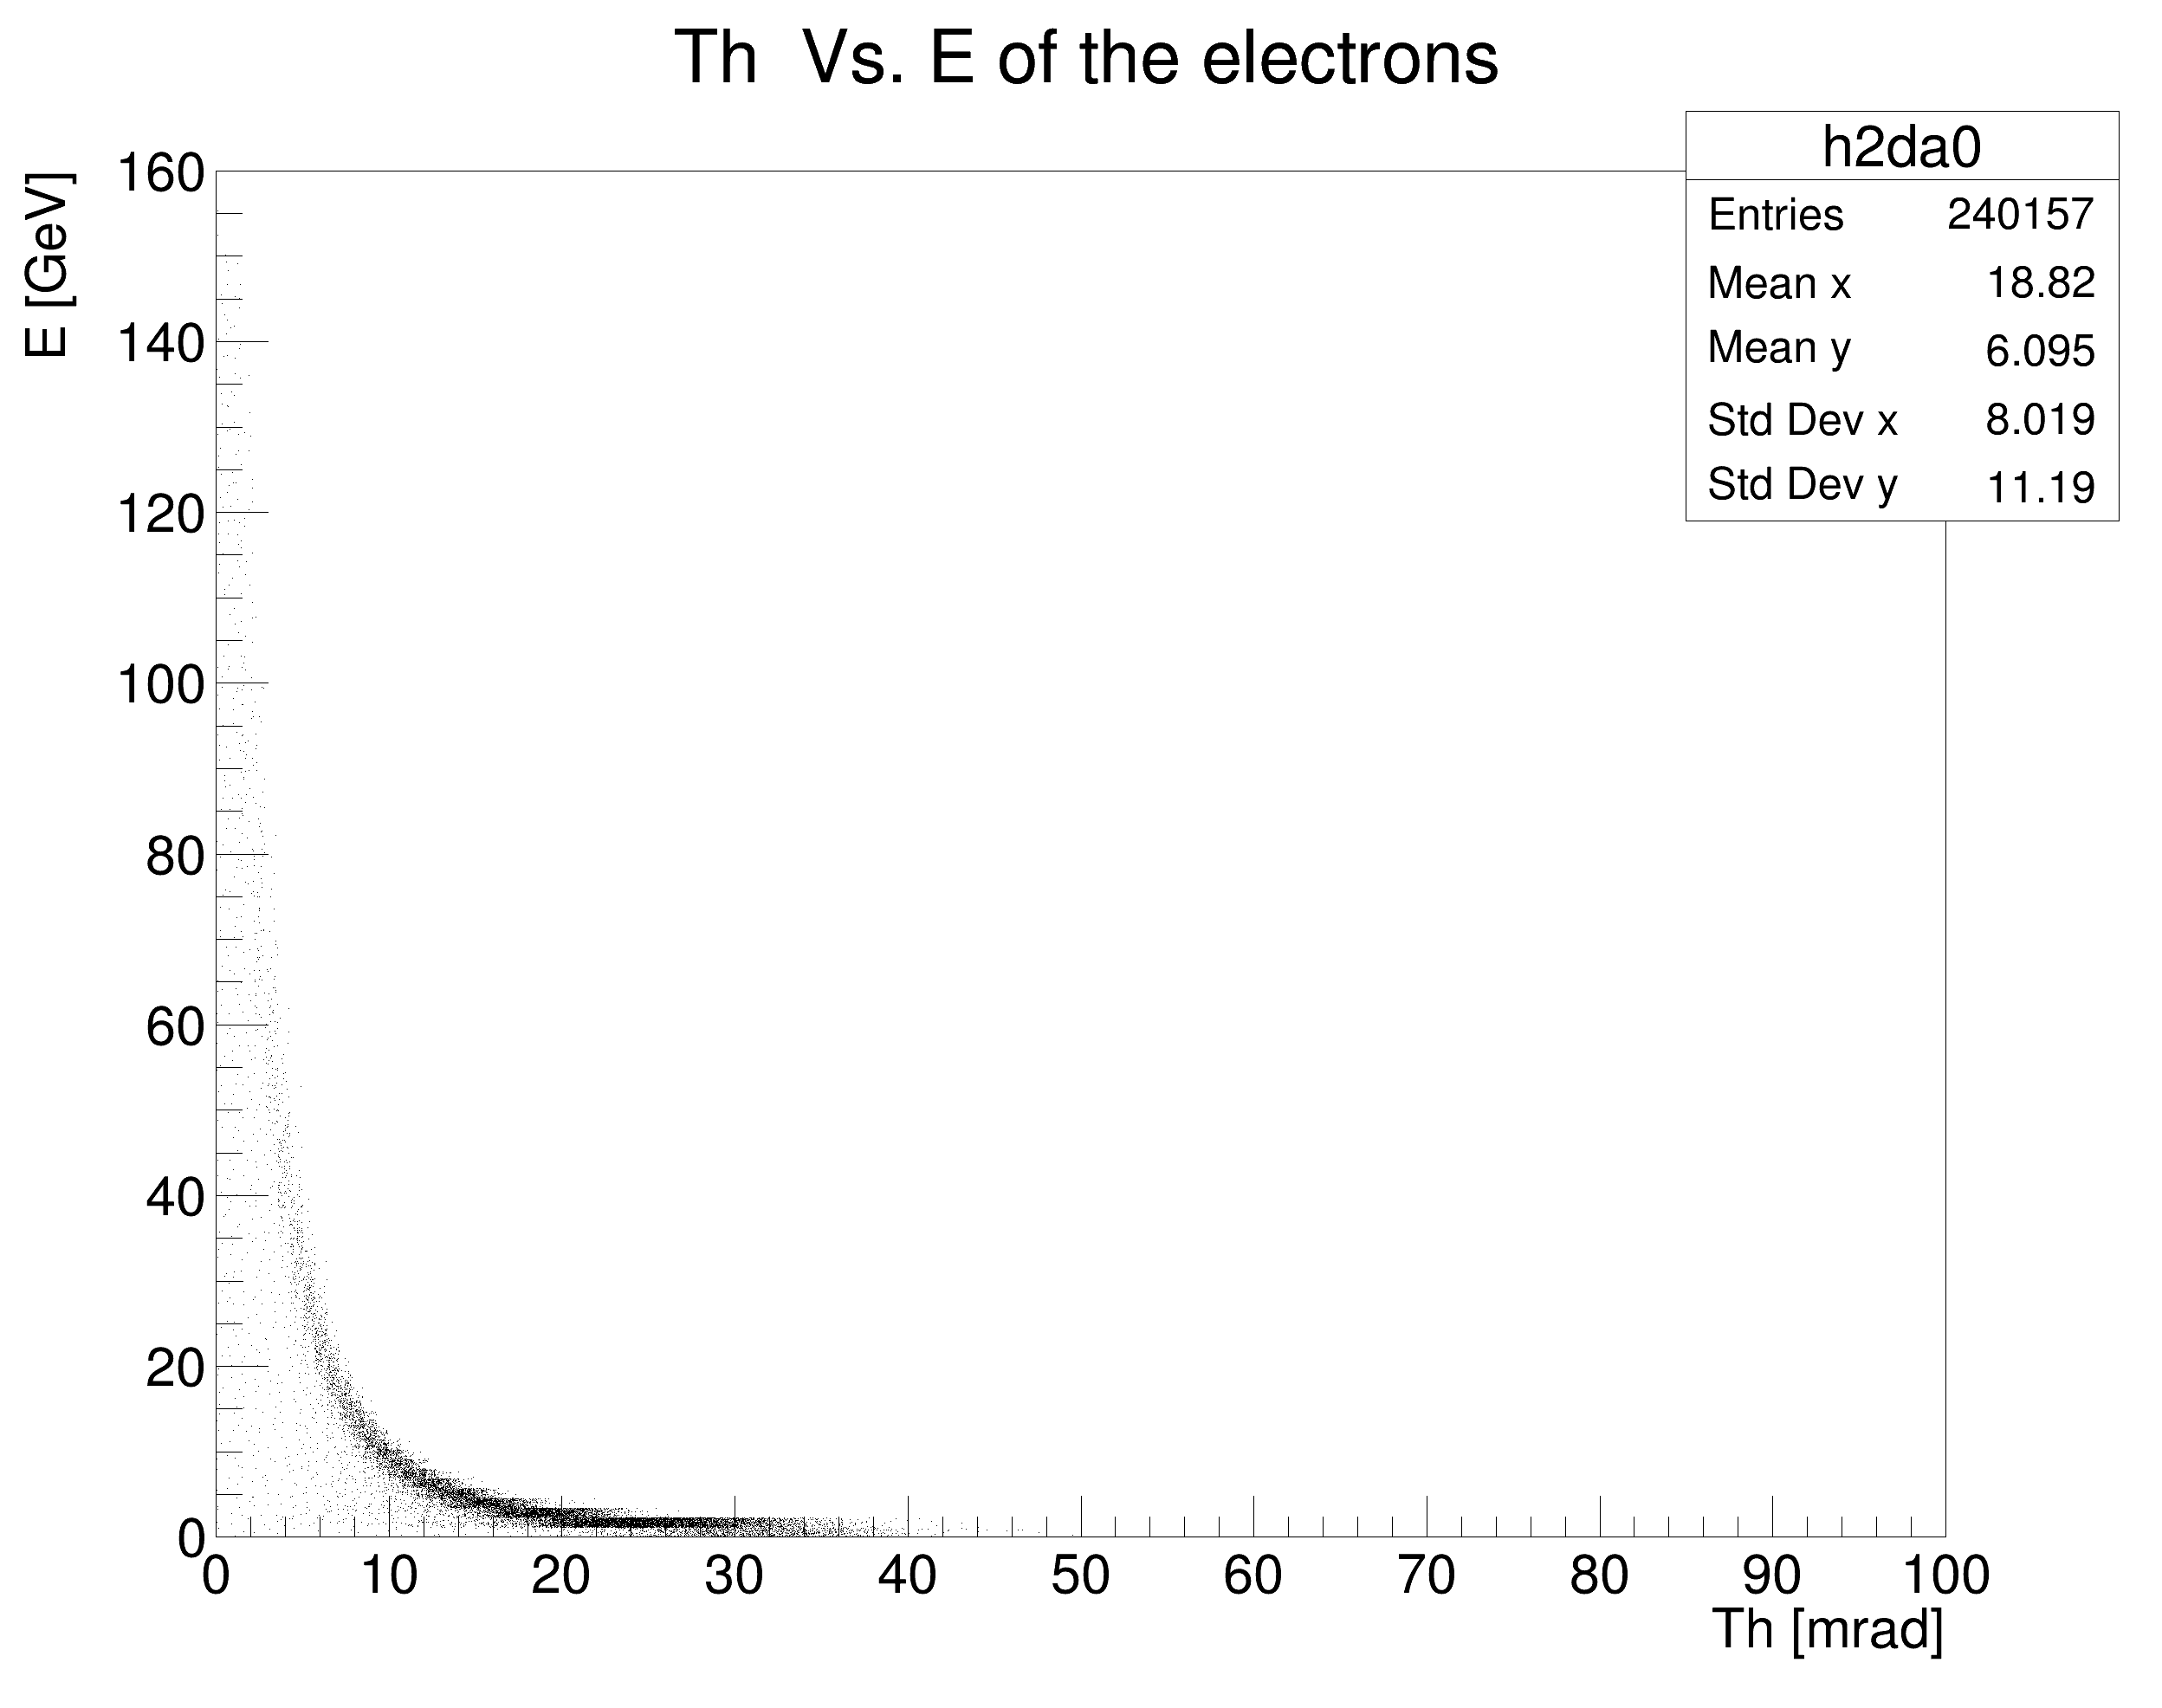 Th Vs. E of the electrons
h2da0
Entries 240157
Mean x 18.82
Mean y 6.095
Std Dev x 8.019
Std Dev y 11.19
E [GeV]
160
140
120
100
80
60
40
20
0
0 10 20 30 40 50 60 70 80 90 100
Th [mrad]